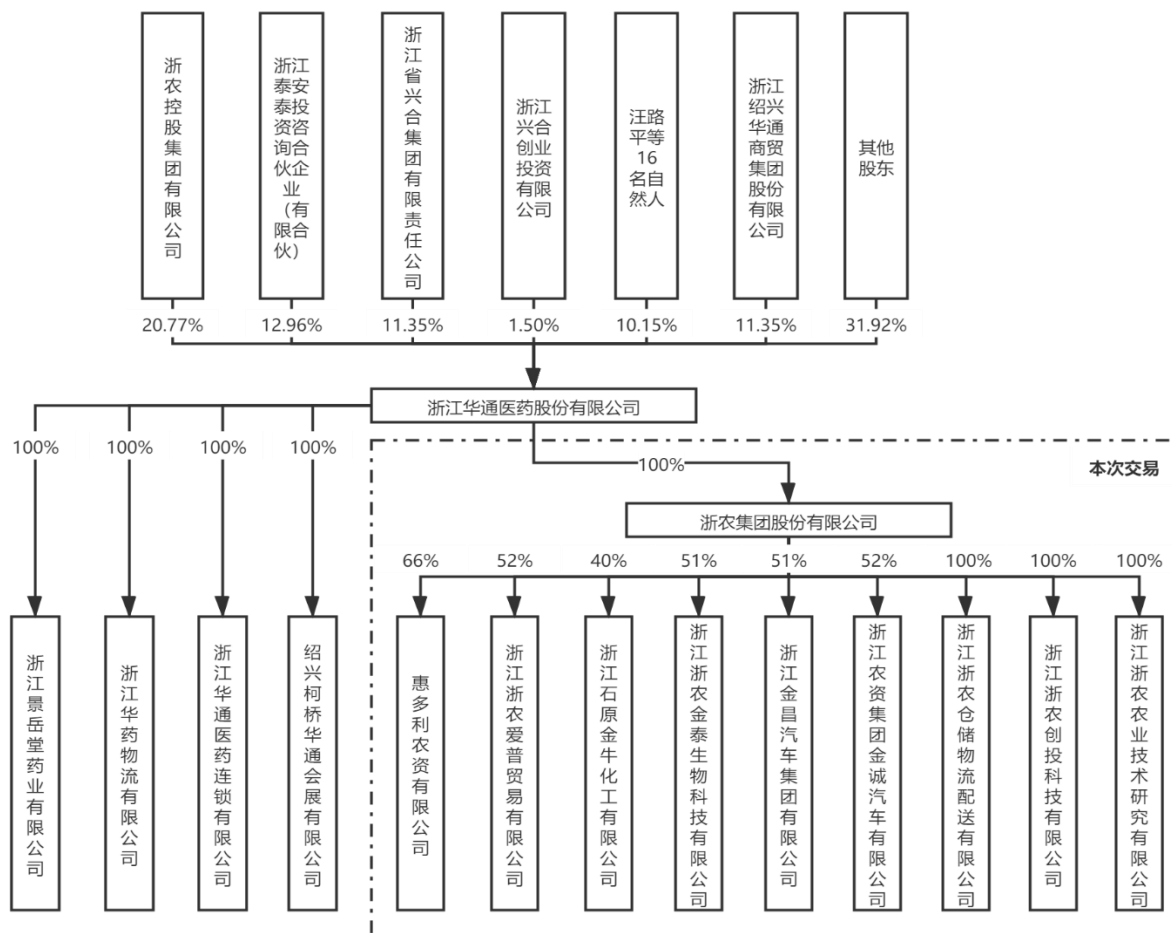 浙农控股集团有限公司
浙江泰安泰投资咨询合伙企业（有限合伙）
浙江省兴合集团有限责任公司
浙江兴合创业投资有限公司
汪路平等16名自然人
浙江绍兴华通商贸集团股份有限公司
其他股东
20.77%
12.96%
11.35%
1.50%
10.15%
11.35%
31.92%
浙江华通医药股份有限公司
100%
100%
100%
100%
100%
本次交易
浙农集团股份有限公司
66%
52%
40%
51%
51%
52%
100%
100%
100%
浙江景岳堂药业有限公司
浙江华药物流有限公司
浙江华通医药连锁有限公司
绍兴柯桥华通会展有限公司
惠多利农资有限公司
浙江浙农爱普贸易有限公司
浙江石原金牛化工有限公司
浙江浙农金泰生物科技有限公司
浙江金昌汽车集团有限公司
浙江农资集团金诚汽车有限公司
浙江浙农仓储物流配送有限公司
浙江浙农创投科技有限公司
浙江浙农农业技术研究有限公司